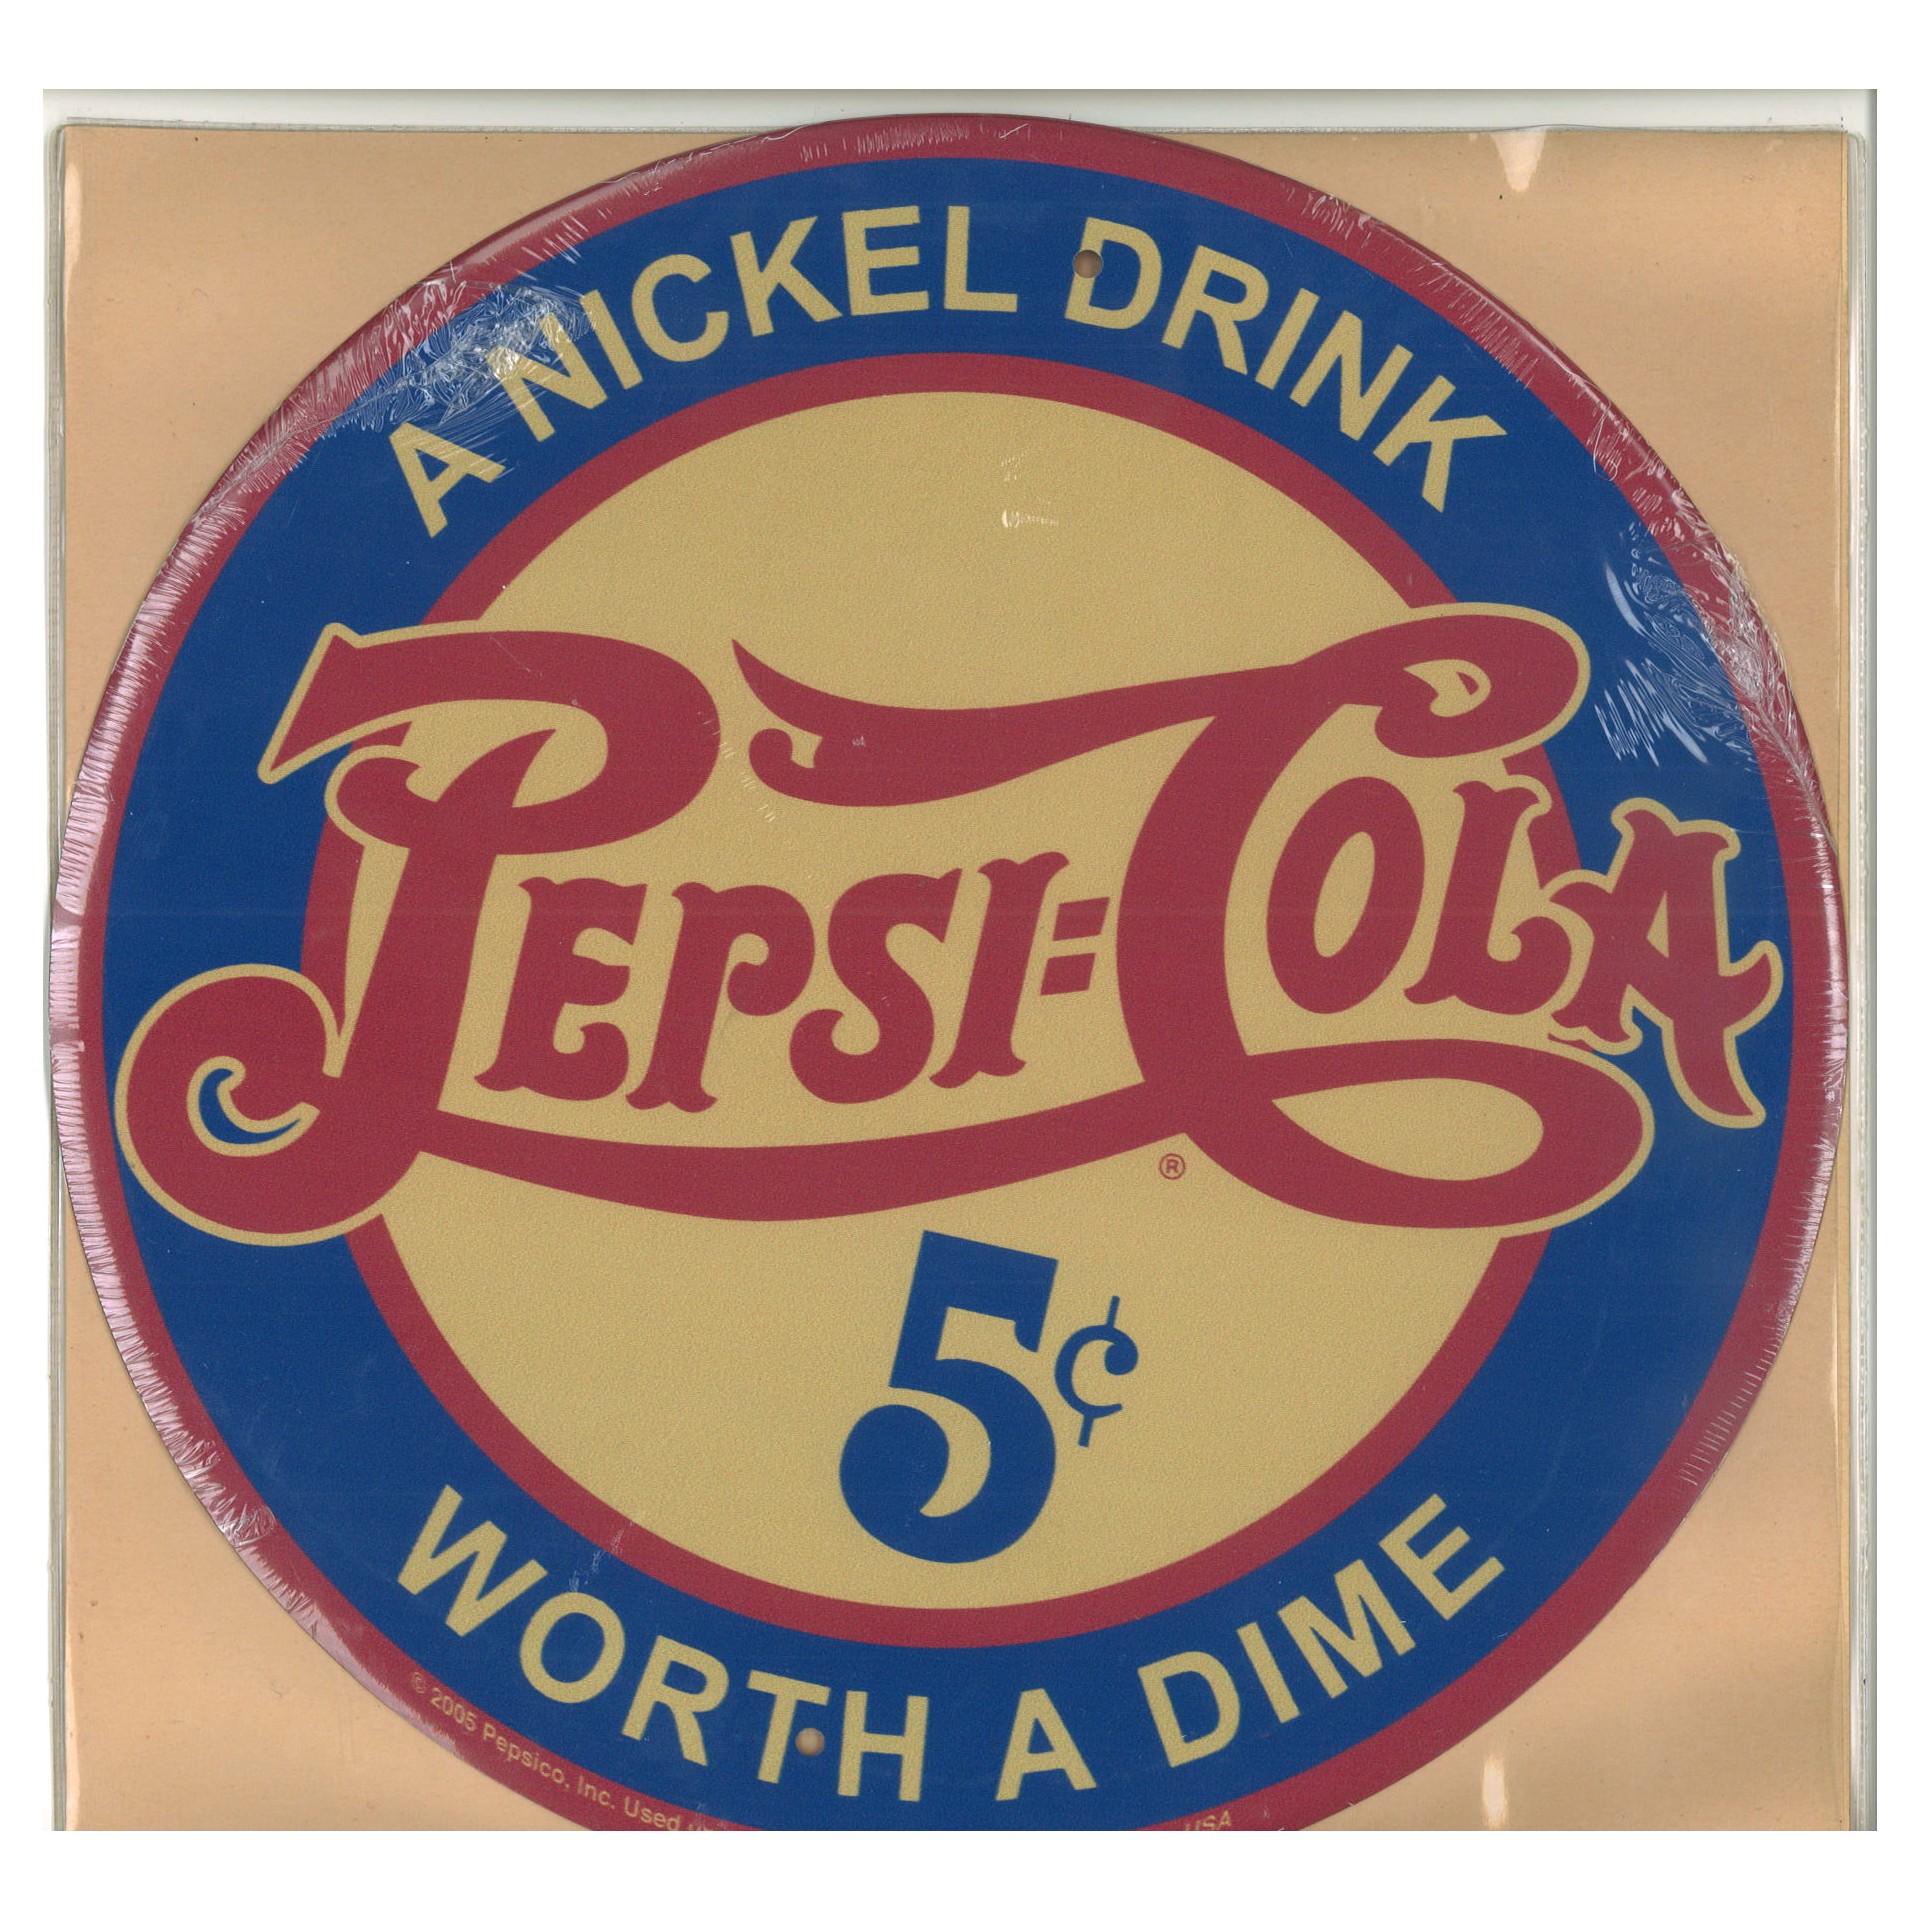 A NICKEL DRINK
PEPSI=COLA
®
5¢
WORTH A DIME
© 2005 Pepsico, Inc. Used
USA